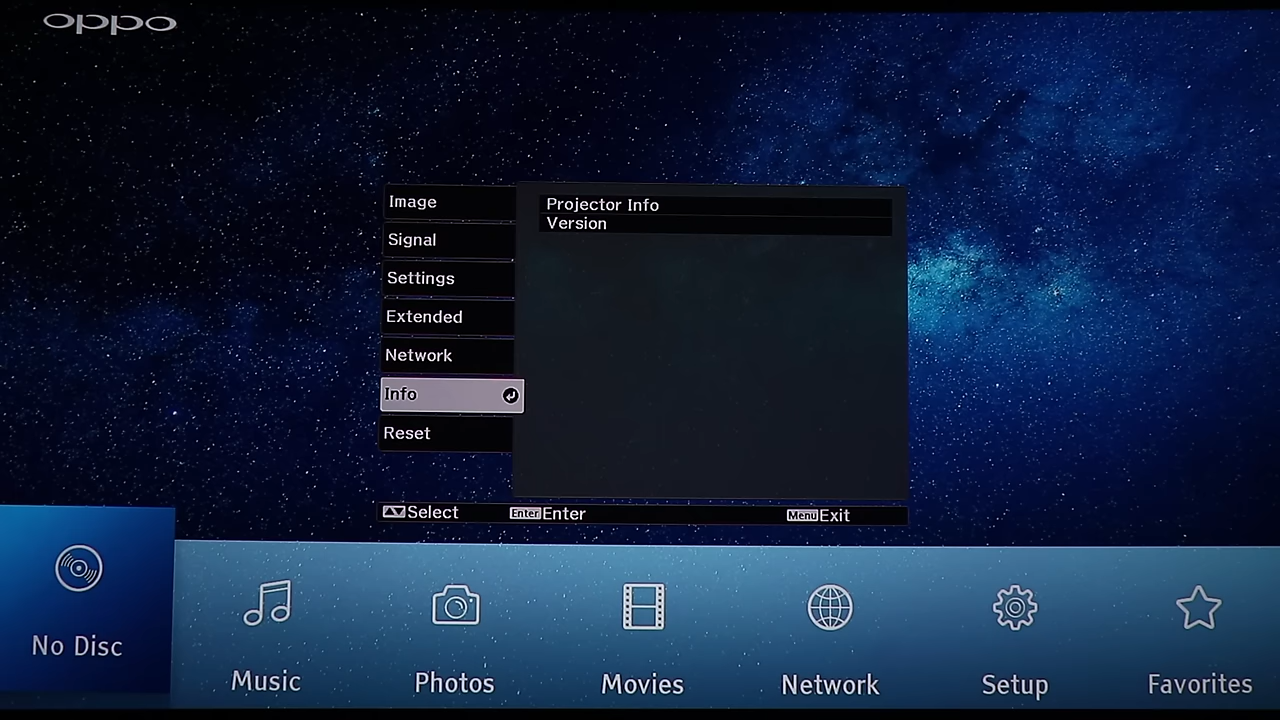 oppo
Image
Signal
Settings
Extended
Network
Info
Reset
Projector Info
Version
Select
Enter Enter
Menu Exit
No Disc
Music
Photos
Movies
Network
Setup
Favorites